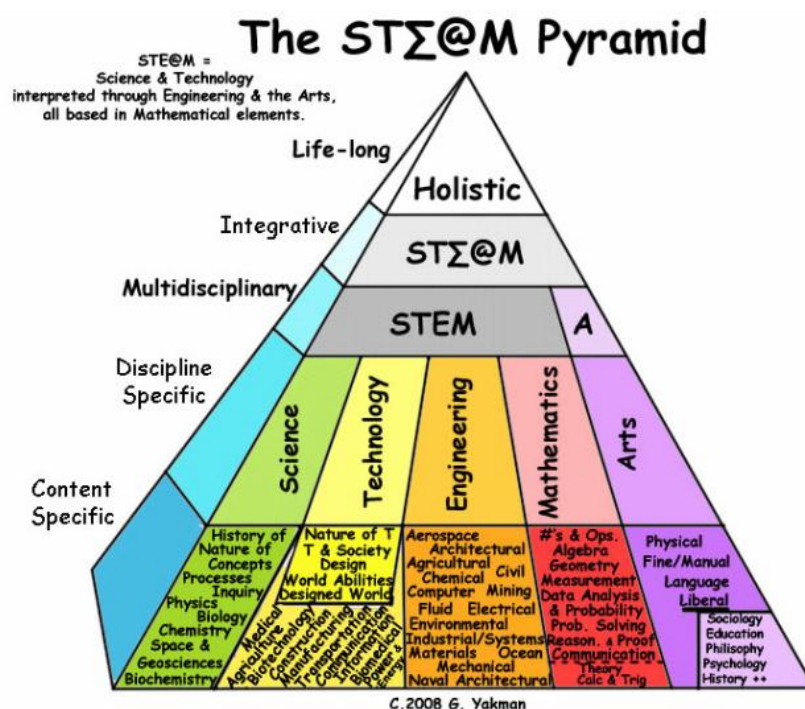 The ST∑@M Pyramid
STE@M =
Science & Technology
interpreted through Engineering & the Arts,
all based in Mathematical elements.
Life-long
Integrative
Multidisciplinary
Discipline
Specific
Content
Specific
Holistic
ST∑@M
STEM
A
Science
Technology
Engineering
Mathematics
Arts
History of
Nature of
Concepts
Processes
Inquiry
Physics
Biology
Chemistry
Space &
Geosciences
Biochemistry
Nature of T
T & Society
Design
World Abilities
Designed World
Medical
Agriculture
Biotechnology
Construction
Manufacturing
Transportation
Communication
Information
Biomedical
Power &
Energy
Aerospace
Architectural
Agricultural
Chemical Civil
Computer Mining
Fluid Electrical
Environmental
Industrial/Systems
Materials Ocean
Mechanical
Naval Architectural
#'s & Ops.
Algebra
Geometry
Measurement
Data Analysis
& Probability
Prob. Solving
Reason. & Proof
Communication
Theory
Calc & Trig
Physical
Fine/Manual
Language
Liberal
Sociology
Education
Philisophy
Psychology
History ++
C.2008 G. Yakman